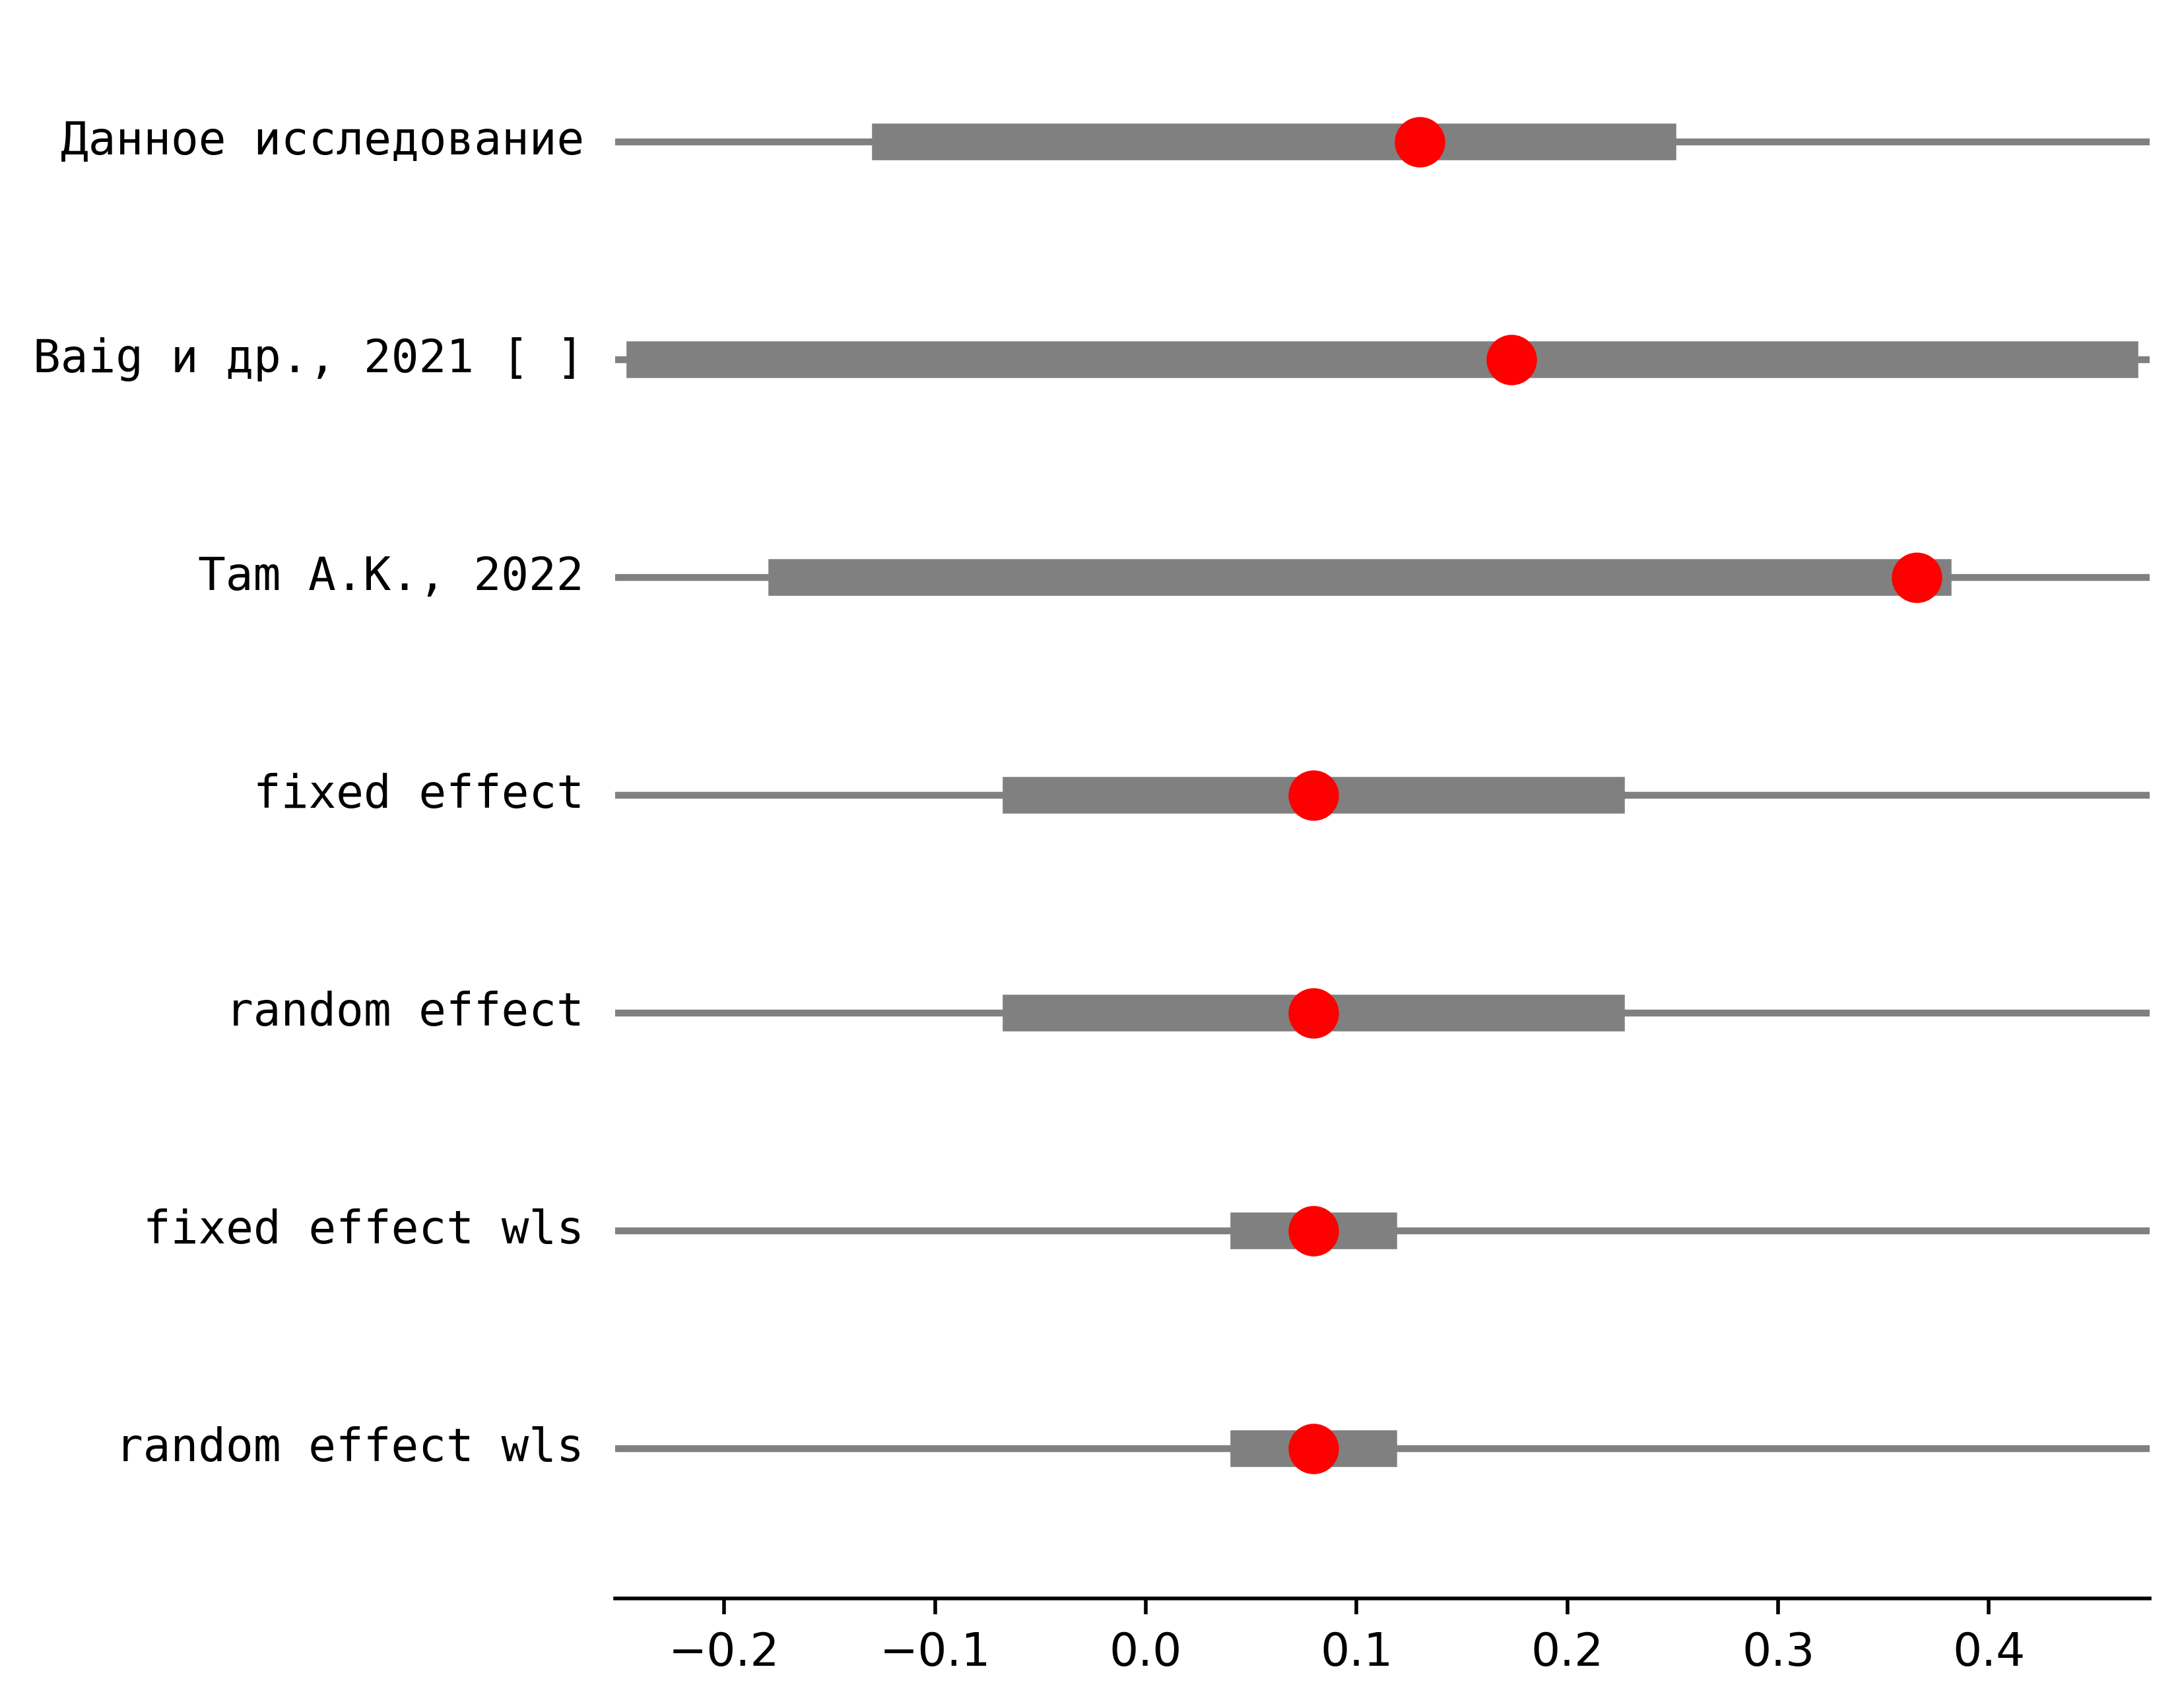 Данное исследование
Baig и др., 2021 [ ]
Tam A.K., 2022
fixed effect
random effect
fixed effect wls
random effect wls
−0.2 −0.1 0.0 0.1 0.2 0.3 0.4